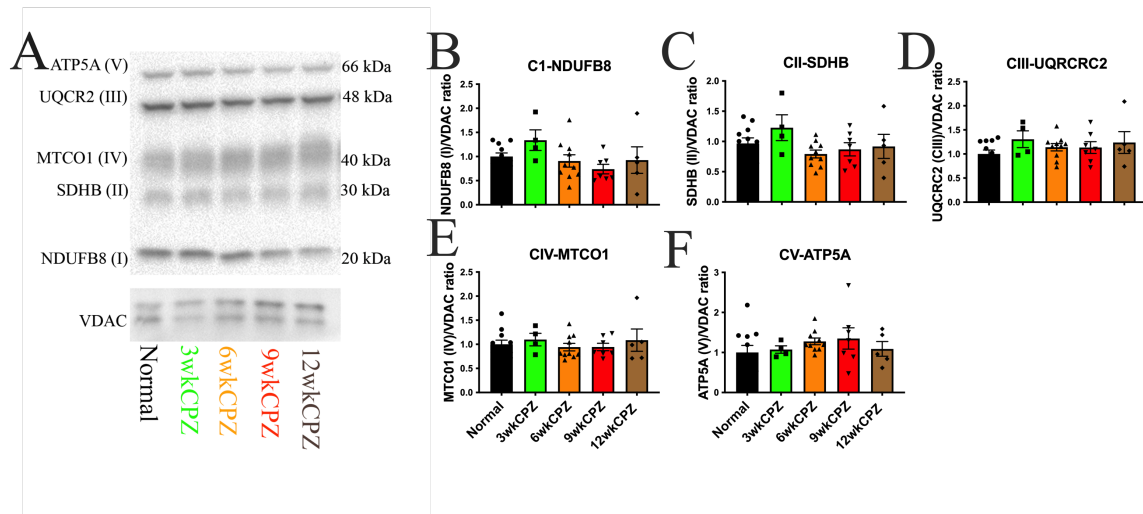 A
ATP5A (V)
66 kDa
UQCR2 (III)
48 kDa
MTCO1 (IV)
40 kDa
SDHB (II)
30 kDa
NDUFB8 (I)
20 kDa
VDAC
Normal
3wkCPZ
6wkCPZ
9wkCPZ
12wkCPZ
B
C1-NDUFB8
NDUFB8 (I)/VDAC ratio
2.5
2.0
1.5
1.0
0.5
0.0
C
CII-SDHB
SDHB (II)/VDAC ratio
2.0
1.5
1.0
0.5
0.0
D
CIII-UQRCRC2
UQCRC2 (CIII)/VDAC ratio
2.5
2.0
1.5
1.0
0.5
0.0
E
CIV-MTCO1
MTC01 (IV)/VDAC ratio
2.5
2.0
1.5
1.0
0.5
0.0
Normal
3wkCPZ
6wkCPZ
9wkCPZ
12wkCPZ
F
CV-ATP5A
ATP5A (V)/VDAC ratio
3
2
1
0
Normal
3wkCPZ
6wkCPZ
9wkCPZ
12wkCPZ